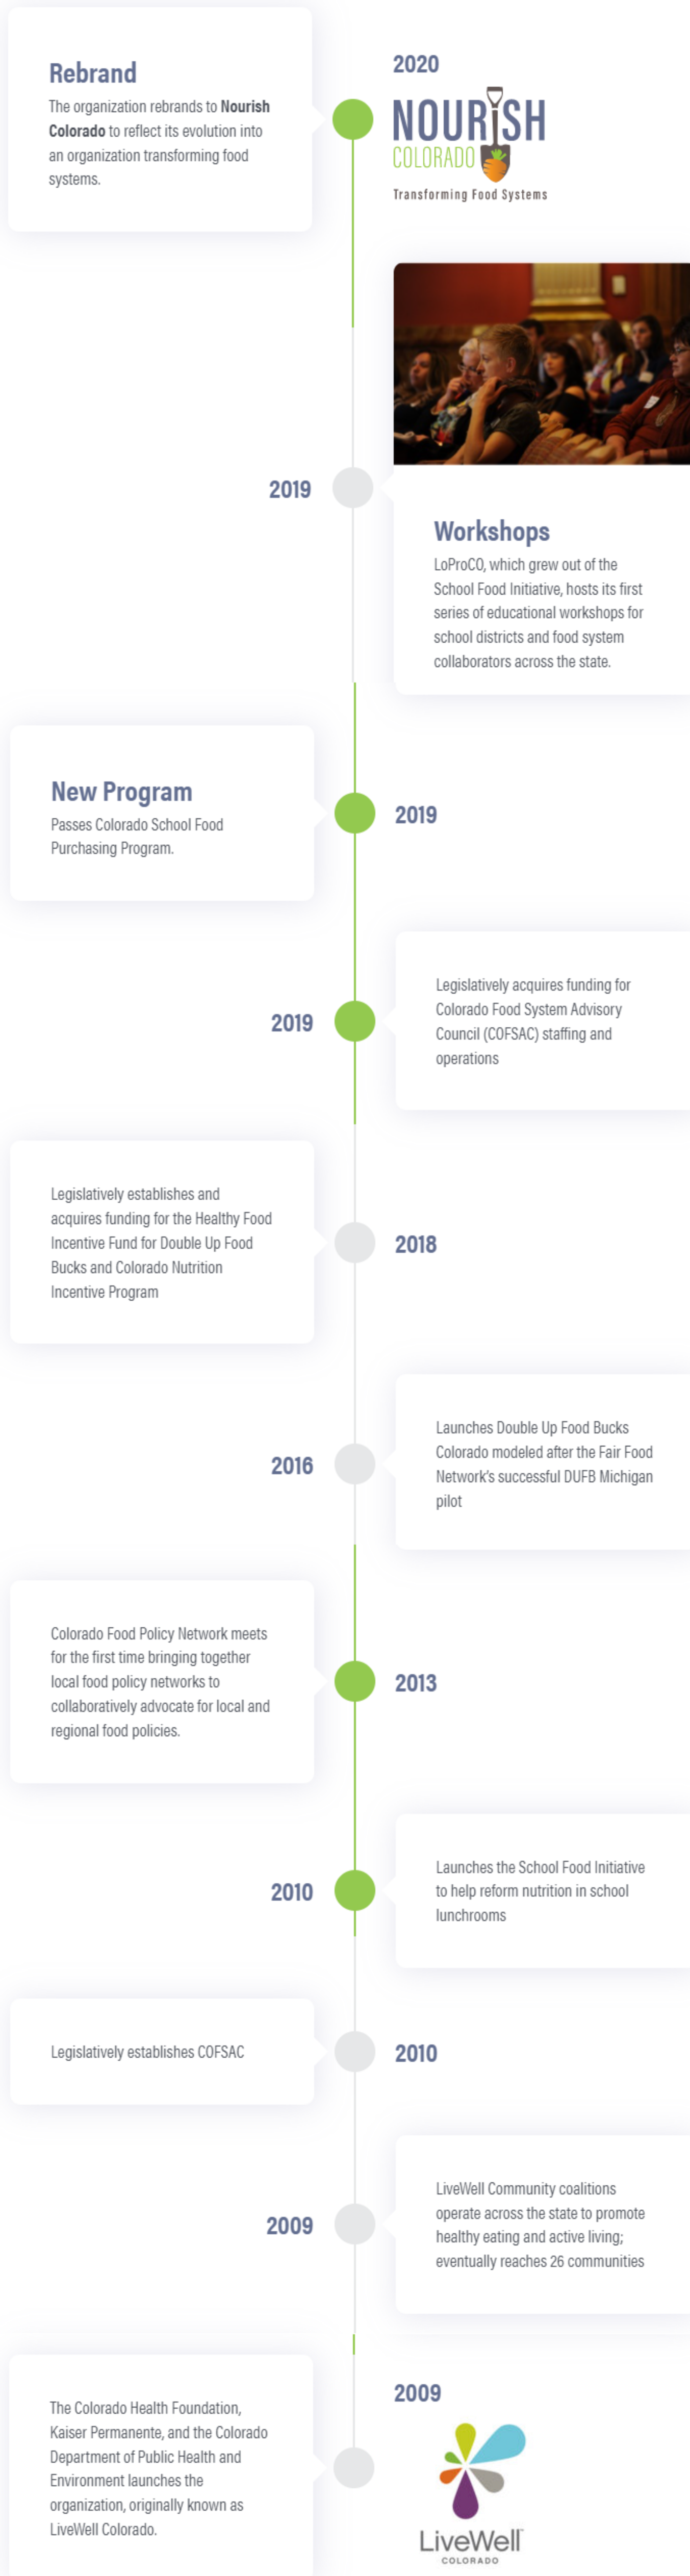 Rebrand
The organization rebrands to Nourish
Colorado to reflect its evolution into
an organization transforming food
systems.
2020
NOURISH
COLORADO
Transforming Food Systems
2019
Workshops
LoProCO, which grew out of the
School Food Initiative, hosts its first
series of educational workshops for
school districts and food system
collaborators across the state.
New Program
Passes Colorado School Food
Purchasing Program.
2019
2019
Legislatively acquires funding for
Colorado Food System Advisory
Council (COFSAC) staffing and
operations
Legislatively establishes and
acquires funding for the Healthy Food
Incentive Fund for Double Up Food
Bucks and Colorado Nutrition
Incentive Program
2018
2016
Launches Double Up Food Bucks
Colorado modeled after the Fair Food
Network’s successful DUFB Michigan
pilot
Colorado Food Policy Network meets
for the first time bringing together
local food policy networks to
collaboratively advocate for local and
regional food policies.
2013
2010
Launches the School Food Initiative
to help reform nutrition in school
lunchrooms
Legislatively establishes COFSAC
2010
2009
LiveWell Community coalitions
operate across the state to promote
healthy eating and active living;
eventually reaches 26 communities
The Colorado Health Foundation,
Kaiser Permanente, and the Colorado
Department of Public Health and
Environment launches the
organization, originally known as
LiveWell Colorado.
2009
LiveWell™
COLORADO